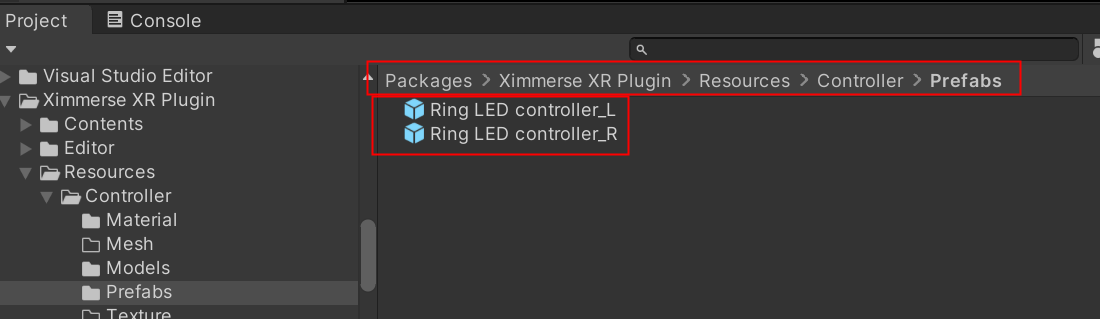 Project
Console
Visual Studio Editor
Ximmerse XR Plugin
Contents
Editor
Resources
Controller
Material
Mesh
Models
Prefabs
Texture
Packages > Ximmerse XR Plugin > Resources > Controller > Prefabs
Ring LED controller_L
Ring LED controller_R